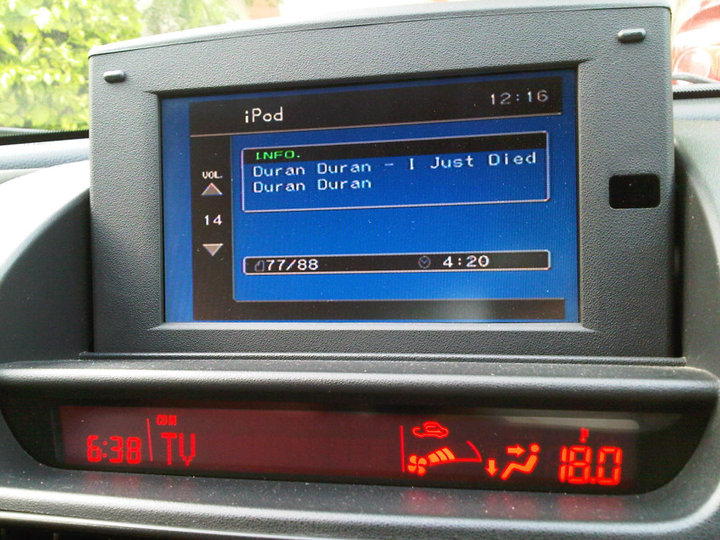 iPod
12:16
INFO.
Duran Duran - I Just Died
Duran Duran
VOL.
14
77/88
4:20
6:38
TV
18.0